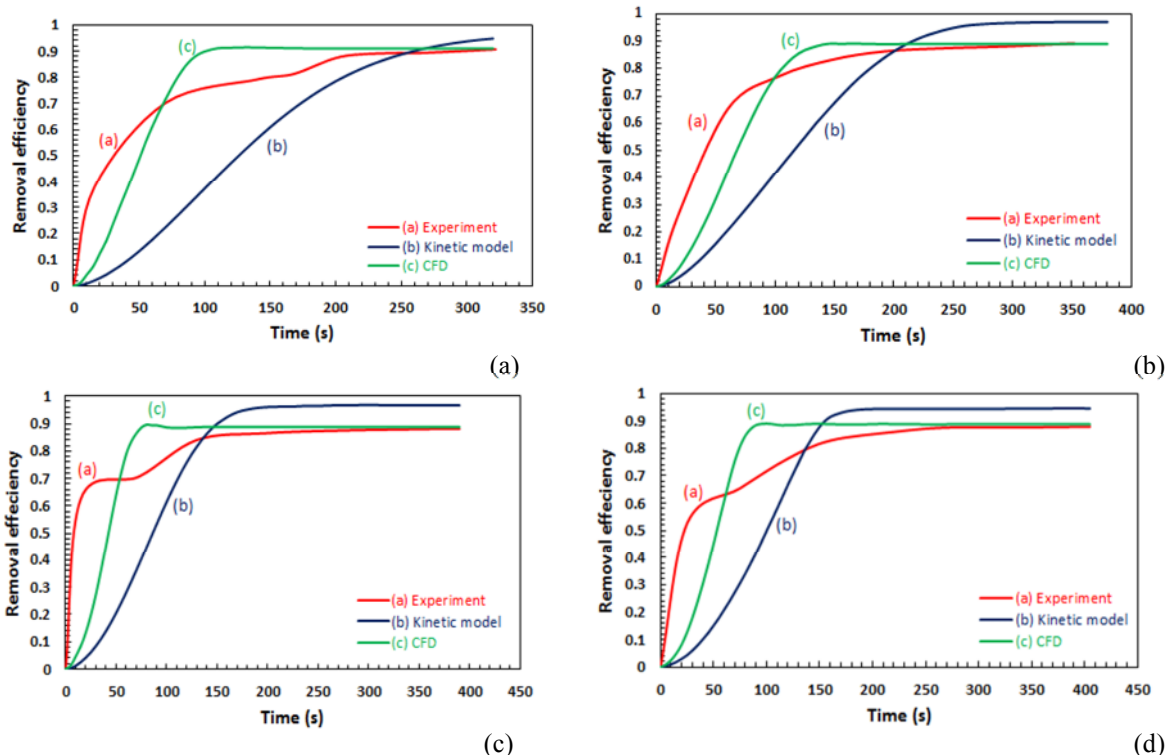 1
0.9
0.8
0.7
0.6
0.5
0.4
0.3
0.2
0.1
0
Removal efficiency
(c)
(a)
(b)
(a) Experiment
(b) Kinetic model
(c) CFD
0 50 100 150 200 250 300 350
Time (s)
(a)
1
0.9
0.8
0.7
0.6
0.5
0.4
0.3
0.2
0.1
0
Removal effeciency
(c)
(a)
(b)
(a) Experiment
(b) Kinetic model
(c) CFD
0 50 100 150 200 250 300 350 400
Time (s)
(b)
1
0.9
0.8
0.7
0.6
0.5
0.4
0.3
0.2
0.1
0
Removal effeciency
(c)
(a)
(b)
(a) Experiment
(b) Kinetic model
(c) CFD
0 50 100 150 200 250 300 350 400 450
Time (s)
(c)
1
0.9
0.8
0.7
0.6
0.5
0.4
0.3
0.2
0.1
0
Removal effeciency
(c)
(a)
(b)
(a) Experiment
(b) Kinetic model
(c) CFD
0 50 100 150 200 250 300 350 400 450
Time (s)
(d)